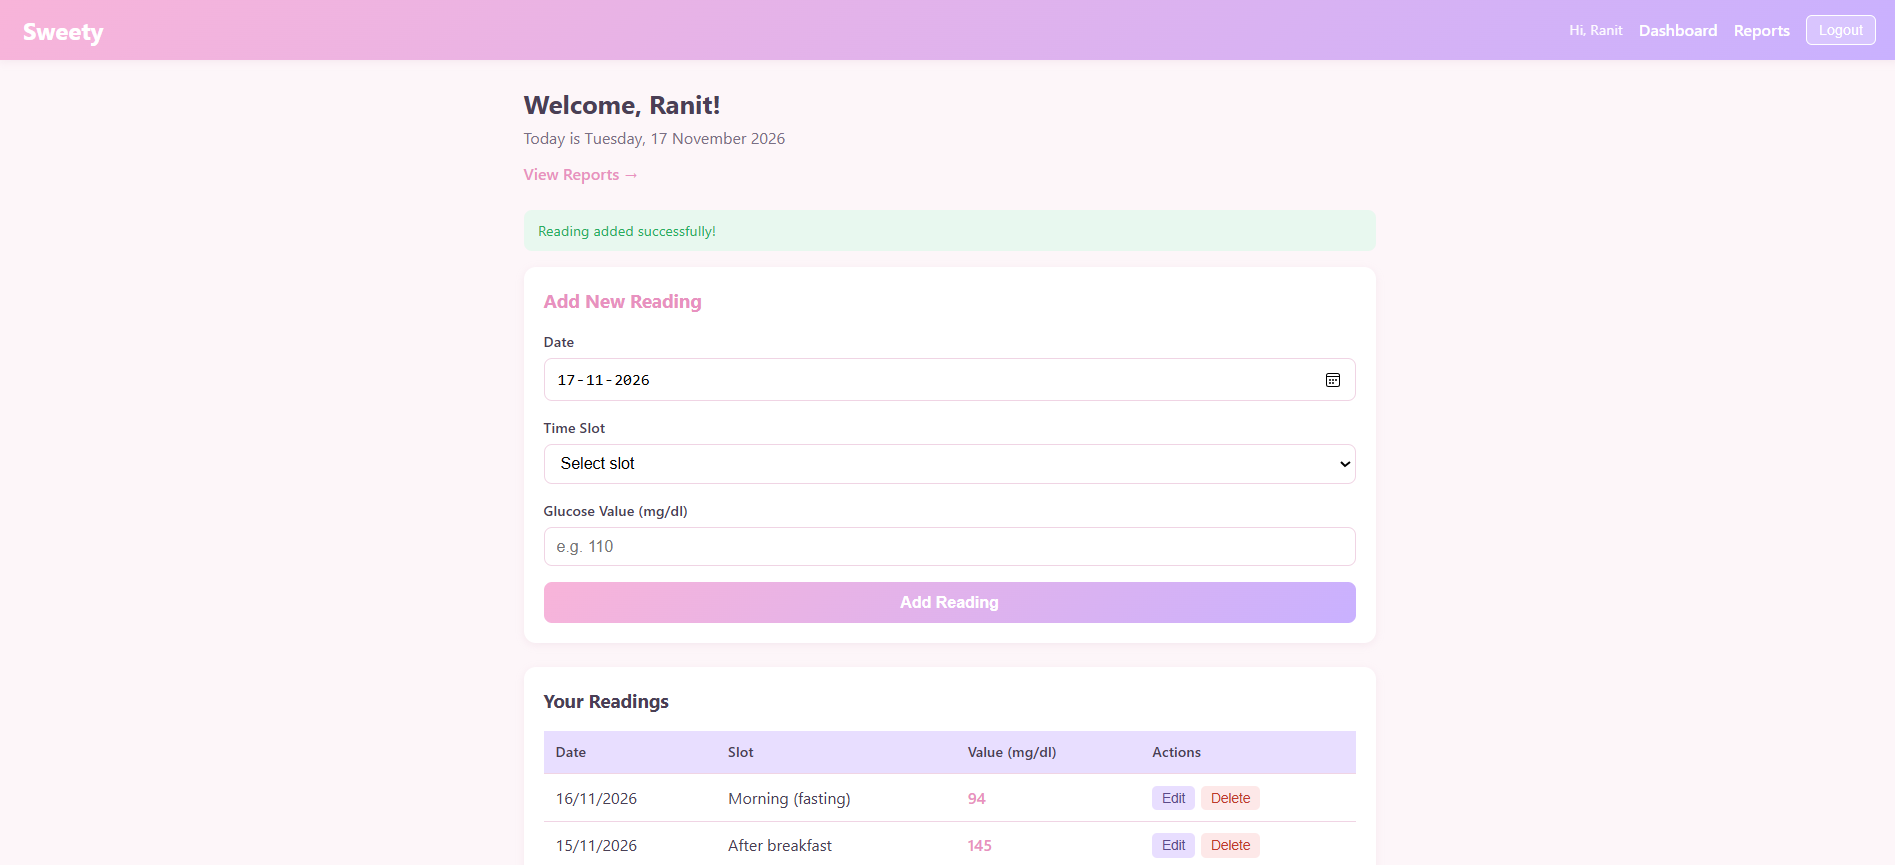 Sweety
Hi, Ranit Dashboard Reports Logout
Welcome, Ranit!
Today is Tuesday, 17 November 2026
View Reports →
Reading added successfully!
Add New Reading
Date
17-11-2026
Time Slot
Select slot
Glucose Value (mg/dl)
e.g. 110
Add Reading
Your Readings
Date Slot Value (mg/dl) Actions
16/11/2026 Morning (fasting) 94 Edit Delete
15/11/2026 After breakfast 145 Edit Delete